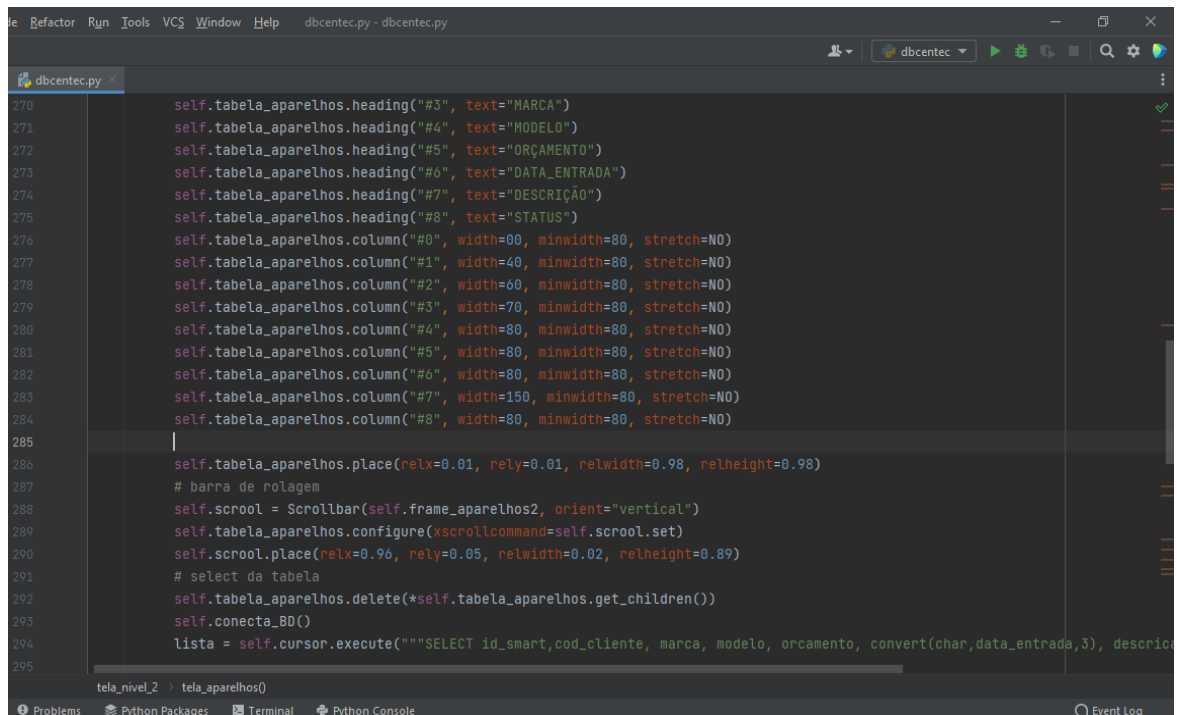 de Refactor Run Tools VCS Window Help dbcentec.py - dbcentec.py
dbcentec
dbcentec.py
270 self.tabela_aparelhos.heading("#3", text="MARCA")
271 self.tabela_aparelhos.heading("#4", text="MODELO")
272 self.tabela_aparelhos.heading("#5", text="ORÇAMENTO")
273 self.tabela_aparelhos.heading("#6", text="DATA_ENTRADA")
274 self.tabela_aparelhos.heading("#7", text="DESCRIÇÃO")
275 self.tabela_aparelhos.heading("#8", text="STATUS")
276 self.tabela_aparelhos.column("#0", width=00, minwidth=80, stretch=NO)
277 self.tabela_aparelhos.column("#1", width=40, minwidth=80, stretch=NO)
278 self.tabela_aparelhos.column("#2", width=60, minwidth=80, stretch=NO)
279 self.tabela_aparelhos.column("#3", width=70, minwidth=80, stretch=NO)
280 self.tabela_aparelhos.column("#4", width=80, minwidth=80, stretch=NO)
281 self.tabela_aparelhos.column("#5", width=80, minwidth=80, stretch=NO)
282 self.tabela_aparelhos.column("#6", width=80, minwidth=80, stretch=NO)
283 self.tabela_aparelhos.column("#7", width=150, minwidth=80, stretch=NO)
284 self.tabela_aparelhos.column("#8", width=80, minwidth=80, stretch=NO)
285
286 self.tabela_aparelhos.place(relx=0.01, rely=0.01, relwidth=0.98, relheight=0.98)
287 # barra de rolagem
288 self.scrool = Scrollbar(self.frame_aparelhos2, orient="vertical")
289 self.tabela_aparelhos.configure(xscrollcommand=self.scrool.set)
290 self.scrool.place(relx=0.96, rely=0.05, relwidth=0.02, relheight=0.89)
291 # select da tabela
292 self.tabela_aparelhos.delete(*self.tabela_aparelhos.get_children())
293 self.conecta_BD()
294 lista = self.cursor.execute("""SELECT id_smart,cod_cliente, marca, modelo, orcamento, convert(char,data_entrada,3), descrica
295
tela_nivel_2 > tela_aparelhos()
Problems Python Packages Terminal Python Console Event Log